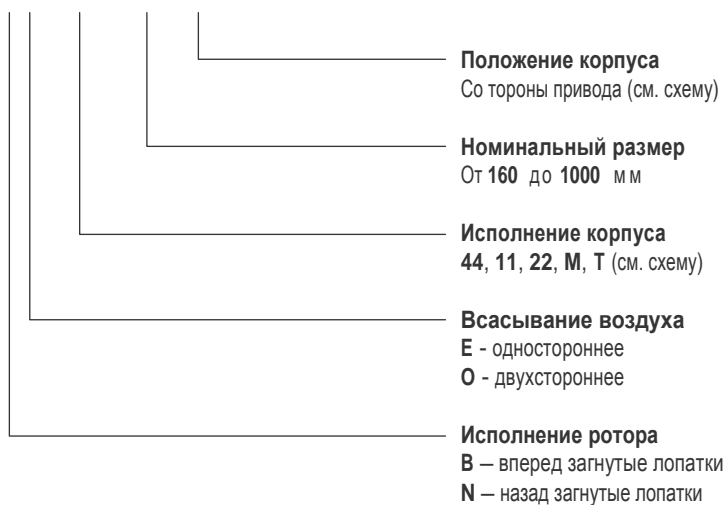 Положение корпуса
Со тороны привода (см. схему)
Номинальный размер
От 160 до 1000 мм
Исполнение корпуса
44, 11, 22, M, T (см. схему)
Всасывание воздуха
E - одностороннее
O - двухстороннее
Исполнение ротора
B – вперед загнутые лопатки
N – назад загнутые лопатки